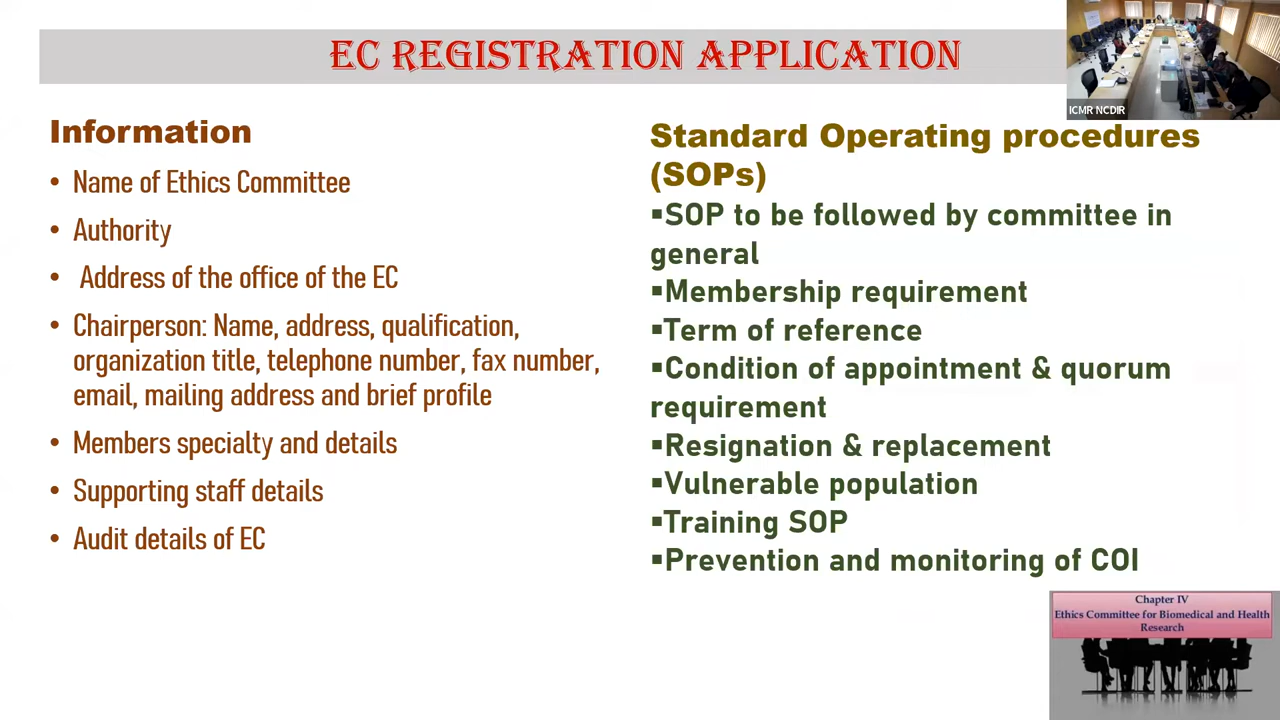 EC REGISTRATION APPLICATION
ICMR NCDIR
Information
• Name of Ethics Committee
• Authority
• Address of the office of the EC
• Chairperson: Name, address, qualification,
organization title, telephone number, fax number,
email, mailing address and brief profile
• Members specialty and details
• Supporting staff details
• Audit details of EC
Standard Operating procedures
(SOPs)
▪SOP to be followed by committee in
general
▪Membership requirement
▪Term of reference
▪Condition of appointment & quorum
requirement
▪Resignation & replacement
▪Vulnerable population
▪Training SOP
▪Prevention and monitoring of COI
Chapter IV
Ethics Committee for Biomedical and Health
Research